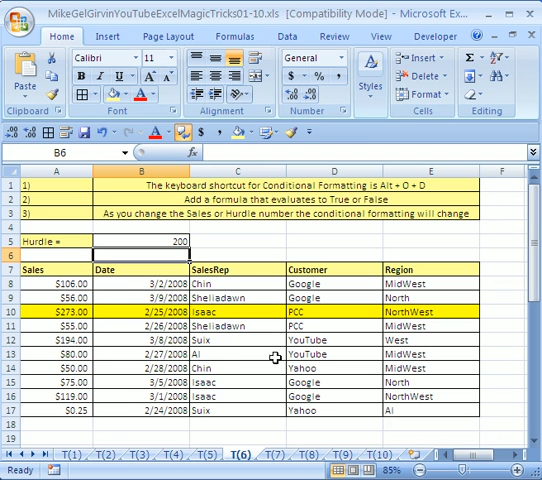 MikeGelGirvinYouTubeExcelMagicTricks01-10.xls [Compatibility Mode] - Microsoft Ex...
Home Insert Page Layout Formulas Data Review View Developer
Paste
Calibri 11
B I U
A A
General
$ % ,
Styles
Insert
Delete
Format
Σ
Clipboard Font Alignment Number Cells Editing
B6 fx
A B C D E F
1 1) The keyboard shortcut for Conditional Formatting is Alt + O + D
2 2) Add a formula that evaluates to True or False
3 3) As you change the Sales or Hurdle number the conditional formatting will change
4
5 Hurdle = 200
6
7 Sales Date SalesRep Customer Region
8 $106.00 3/2/2008 Chin Google MidWest
9 $56.00 3/9/2008 Sheliadawn Google North
10 $273.00 2/25/2008 Isaac PCC NorthWest
11 $55.00 2/26/2008 Sheliadawn PCC MidWest
12 $194.00 3/8/2008 Suix YouTube West
13 $80.00 2/27/2008 Al YouTube MidWest
14 $50.00 2/28/2008 Chin Yahoo MidWest
15 $75.00 3/5/2008 Isaac Google North
16 $119.00 3/1/2008 Isaac Google NorthWest
17 $0.25 2/24/2008 Suix Yahoo Al
18
19
T(1) T(2) T(3) T(4) T(5) T(6) T(7) T(8) T(9) T(10)
Ready 85%